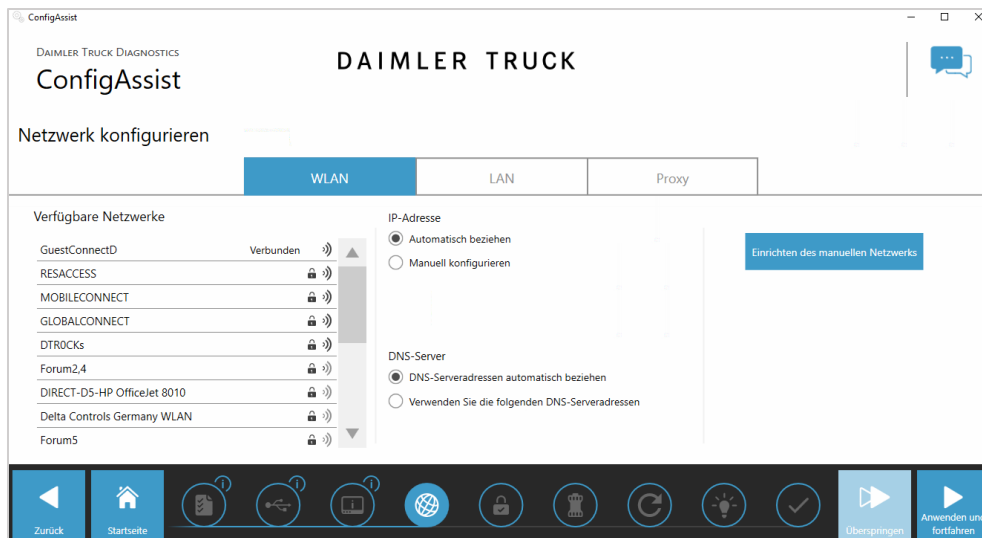 ConfigAssist
DAIMLER TRUCK DIAGNOSTICS
ConfigAssist
DAIMLER TRUCK
Netzwerk konfigurieren
WLAN
LAN
Proxy
Verfügbare Netzwerke
GuestConnectD Verbunden
RESACCESS
MOBILECONNECT
GLOBALCONNECT
DTR0CKs
Forum2,4
DIRECT-D5-HP OfficeJet 8010
Delta Controls Germany WLAN
Forum5
IP-Adresse
Automatisch beziehen
Manuell konfigurieren
DNS-Server
DNS-Serveradressen automatisch beziehen
Verwenden Sie die folgenden DNS-Serveradressen
Einrichten des manuellen Netzwerks
Zurück
Startseite
Überspringen
Anwenden und
fortfahren